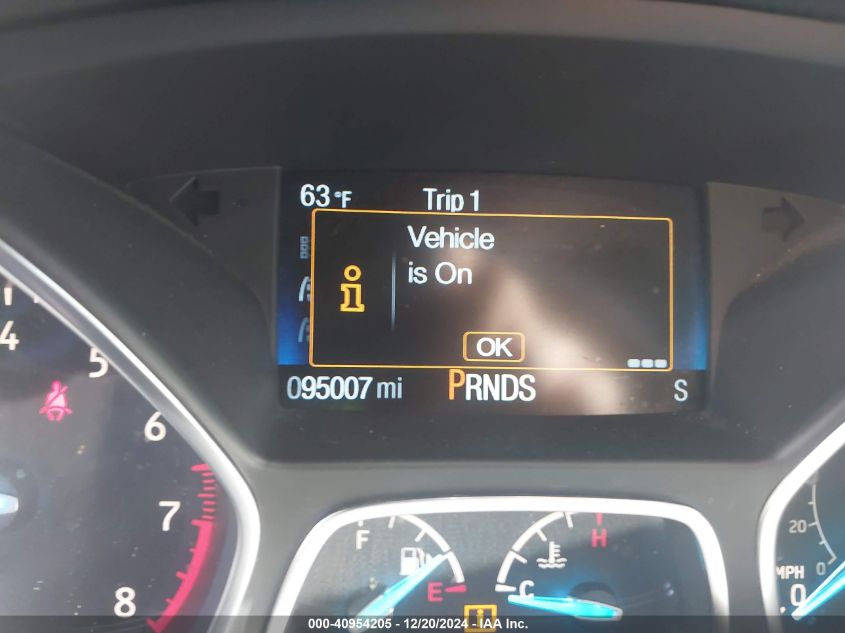 63 °F Trip 1
Vehicle
is On
OK
095007 mi PRNDS S
4
5
6
7
8
F
E
H
C
20
0
MPH
000-40954205 - 12/20/2024 - IAA Inc.